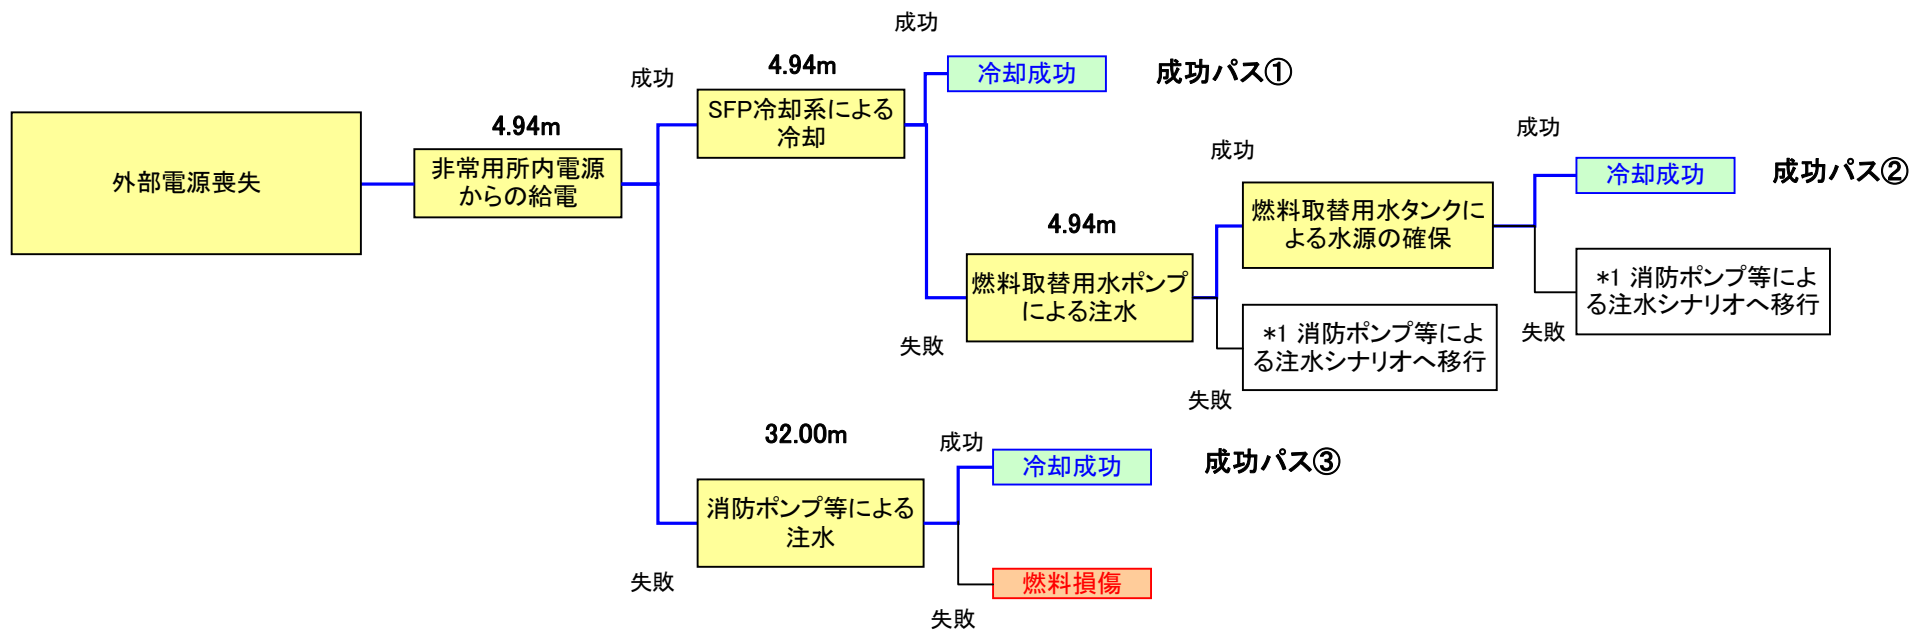 成功
4.94m
冷却成功
成功パス①
成功
SFP冷却系による
冷却
4.94m
外部電源喪失
非常用所内電源
からの給電
成功
成功
冷却成功
成功パス②
4.94m
燃料取替用水タンクに
よる水源の確保
燃料取替用水ポンプ
による注水
*1 消防ポンプ等によ
る注水シナリオへ移行
失敗
失敗
*1 消防ポンプ等によ
る注水シナリオへ移行
失敗
32.00m
成功
冷却成功
成功パス③
消防ポンプ等による
注水
失敗
燃料損傷
失敗